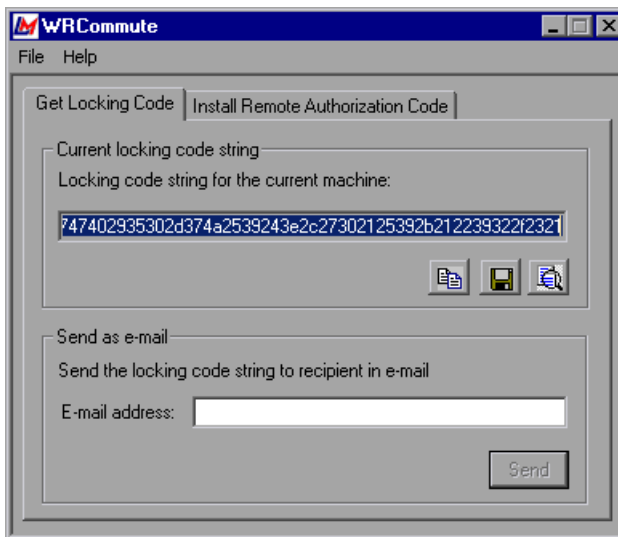 WRCommute
File Help
Get Locking Code Install Remote Authorization Code
Current locking code string
Locking code string for the current machine:
747402935302d374a2539243e2c27302125392b212239322f2321
Send as e-mail
Send the locking code string to recipient in e-mail
E-mail address:
Send